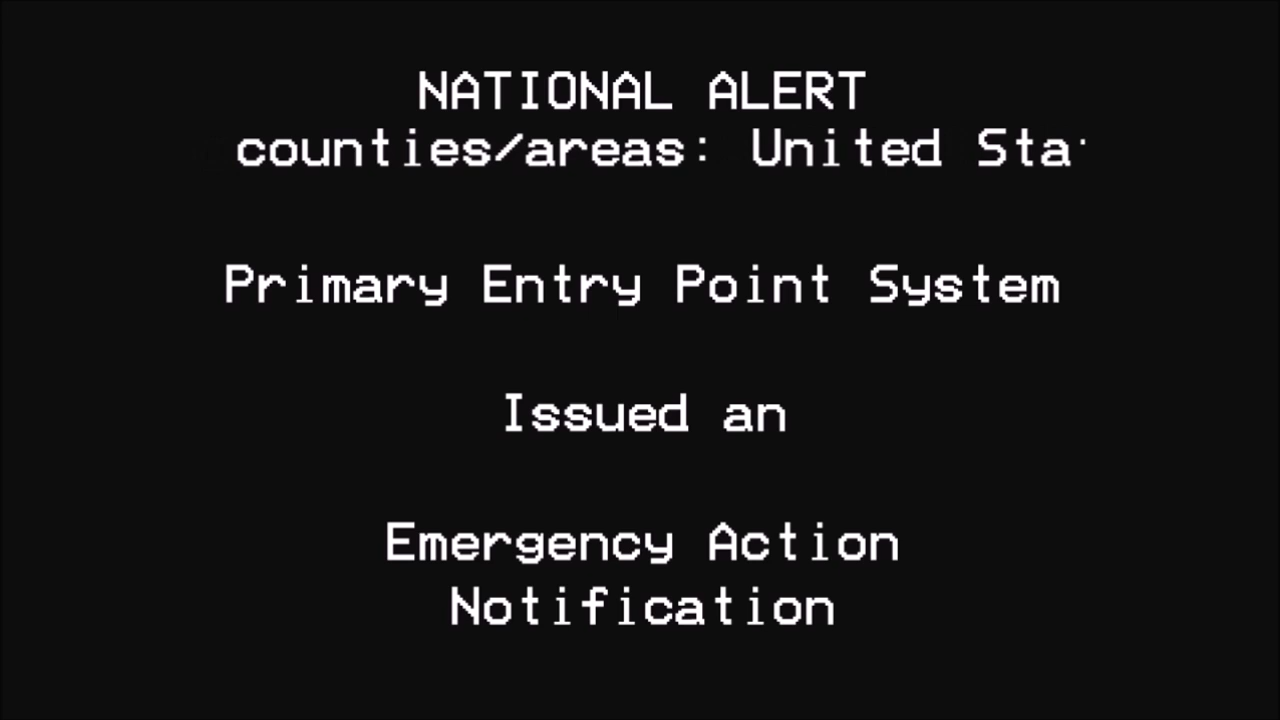 NATIONAL ALERT
counties/areas: United Sta
Primary Entry Point System
Issued an
Emergency Action
Notification